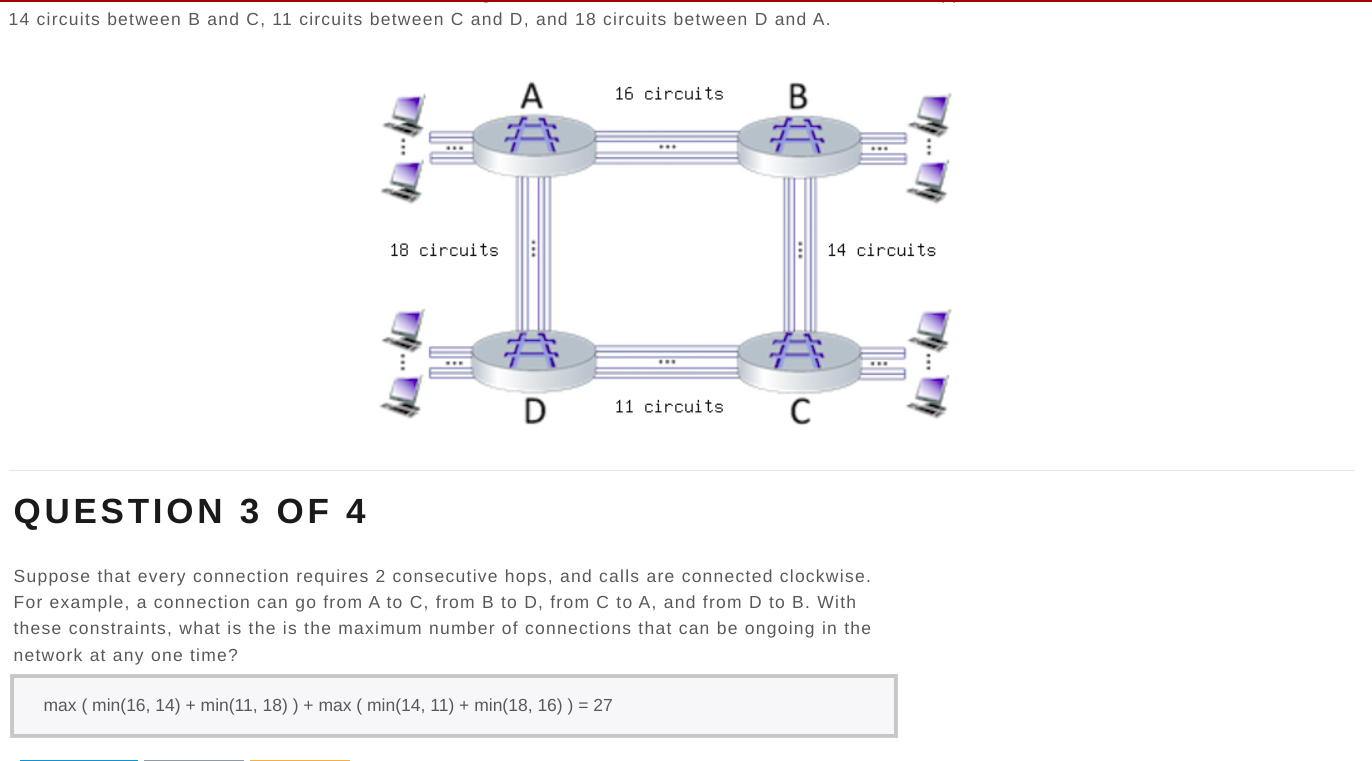 14 circuits between B and C, 11 circuits between C and D, and 18 circuits between D and A.
A
16 circuits
B
18 circuits
14 circuits
D
11 circuits
C
QUESTION 3 OF 4
Suppose that every connection requires 2 consecutive hops, and calls are connected clockwise.
For example, a connection can go from A to C, from B to D, from C to A, and from D to B. With
these constraints, what is the is the maximum number of connections that can be ongoing in the
network at any one time?
max ( min(16, 14) + min(11, 18) ) + max ( min(14, 11) + min(18, 16) ) = 27